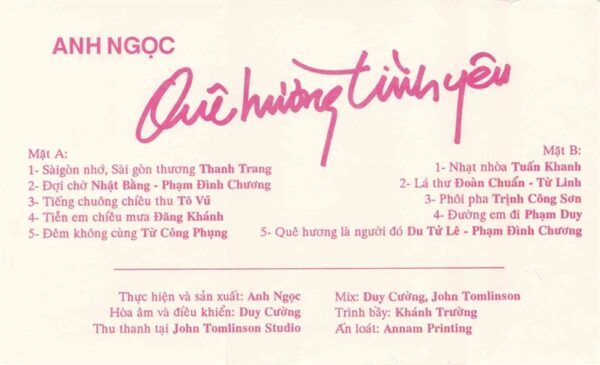 ANH NGỌC
Quê hương tình yêu
Mặt A:
1- Sàigòn nhớ, Sài gòn thương Thanh Trang
2- Đợi chờ Nhật Bằng - Phạm Đình Chương
3- Tiếng chuông chiều thu Tô Vũ
4- Tiễn em chiều mưa Đăng Khánh
5- Đêm không cùng Từ Công Phụng
Mặt B:
1- Nhạt nhòa Tuấn Khanh
2- Lá thư Đoàn Chuẩn - Từ Linh
3- Phôi pha Trịnh Công Sơn
4- Đường em đi Phạm Duy
5- Quê hương là người đó Du Tử Lê - Phạm Đình Chương
Thực hiện và sản xuất: Anh Ngọc
Hòa âm và điều khiển: Duy Cường
Thu thanh tại John Tomlinson Studio
Mix: Duy Cường, John Tomlinson
Trình bầy: Khánh Trường
Ấn loát: Annam Printing